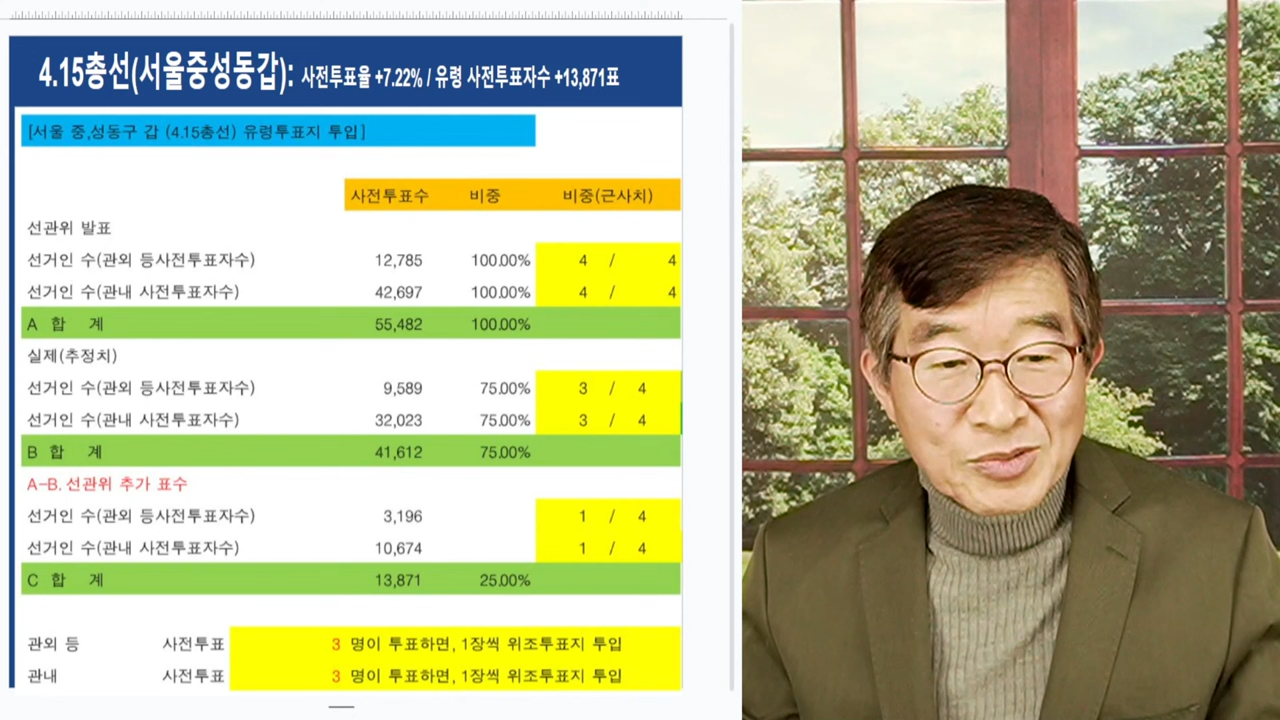 4.15총선(서울중성동갑): 사전투표율 +7.22% / 유령 사전투표자수 +13,871표
[서울 중,성동구 갑 (4.15총선) 유령투표지 투입]
사전투표수 비중 비중(근사치)
선관위 발표
선거인 수(관외 등사전투표자수) 12,785 100.00% 4 / 4
선거인 수(관내 사전투표자수) 42,697 100.00% 4 / 4
A 합 계 55,482 100.00%
실제(추정치)
선거인 수(관외 등사전투표자수) 9,589 75.00% 3 / 4
선거인 수(관내 사전투표자수) 32,023 75.00% 3 / 4
B 합 계 41,612 75.00%
A-B. 선관위 추가 표수
선거인 수(관외 등사전투표자수) 3,196 1 / 4
선거인 수(관내 사전투표자수) 10,674 1 / 4
C 합 계 13,871 25.00%
관외 등 사전투표 3 명이 투표하면, 1장씩 위조투표지 투입
관내 사전투표 3 명이 투표하면, 1장씩 위조투표지 투입